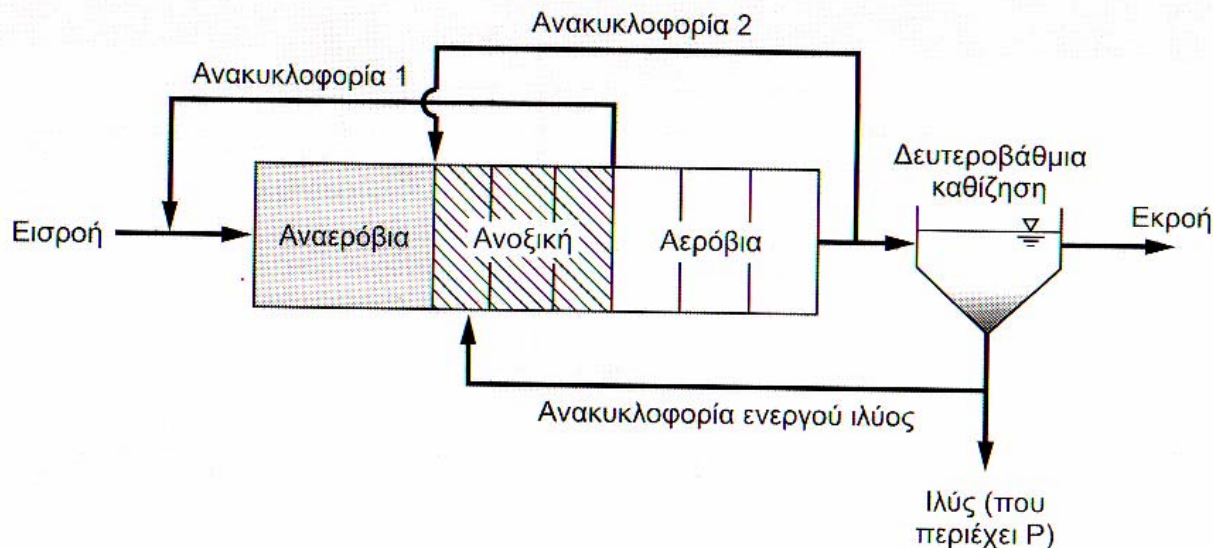 Ανακυκλοφορία 2
Ανακυκλοφορία 1
Δευτεροβάθμια
καθίζηση
Εισροή
Αναερόβια
Ανοξική
Αερόβια
Εκροή
Ανακυκλοφορία ενεργού ιλύος
Ιλύς (που
περιέχει P)